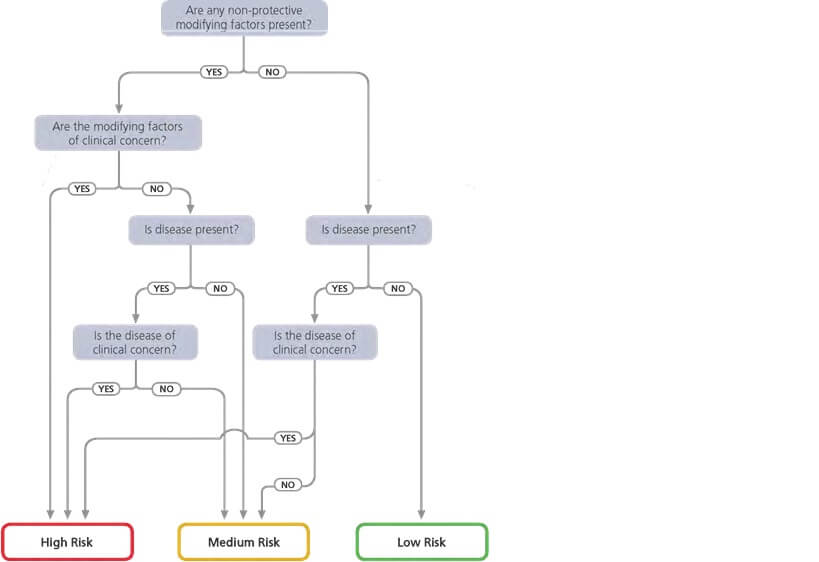 Are any non-protective
modifying factors present?
YES
NO
Are the modifying factors
of clinical concern?
YES
NO
Is disease present?
Is disease present?
YES
NO
YES
NO
Is the disease of
clinical concern?
Is the disease of
clinical concern?
YES
NO
YES
NO
High Risk
Medium Risk
Low Risk